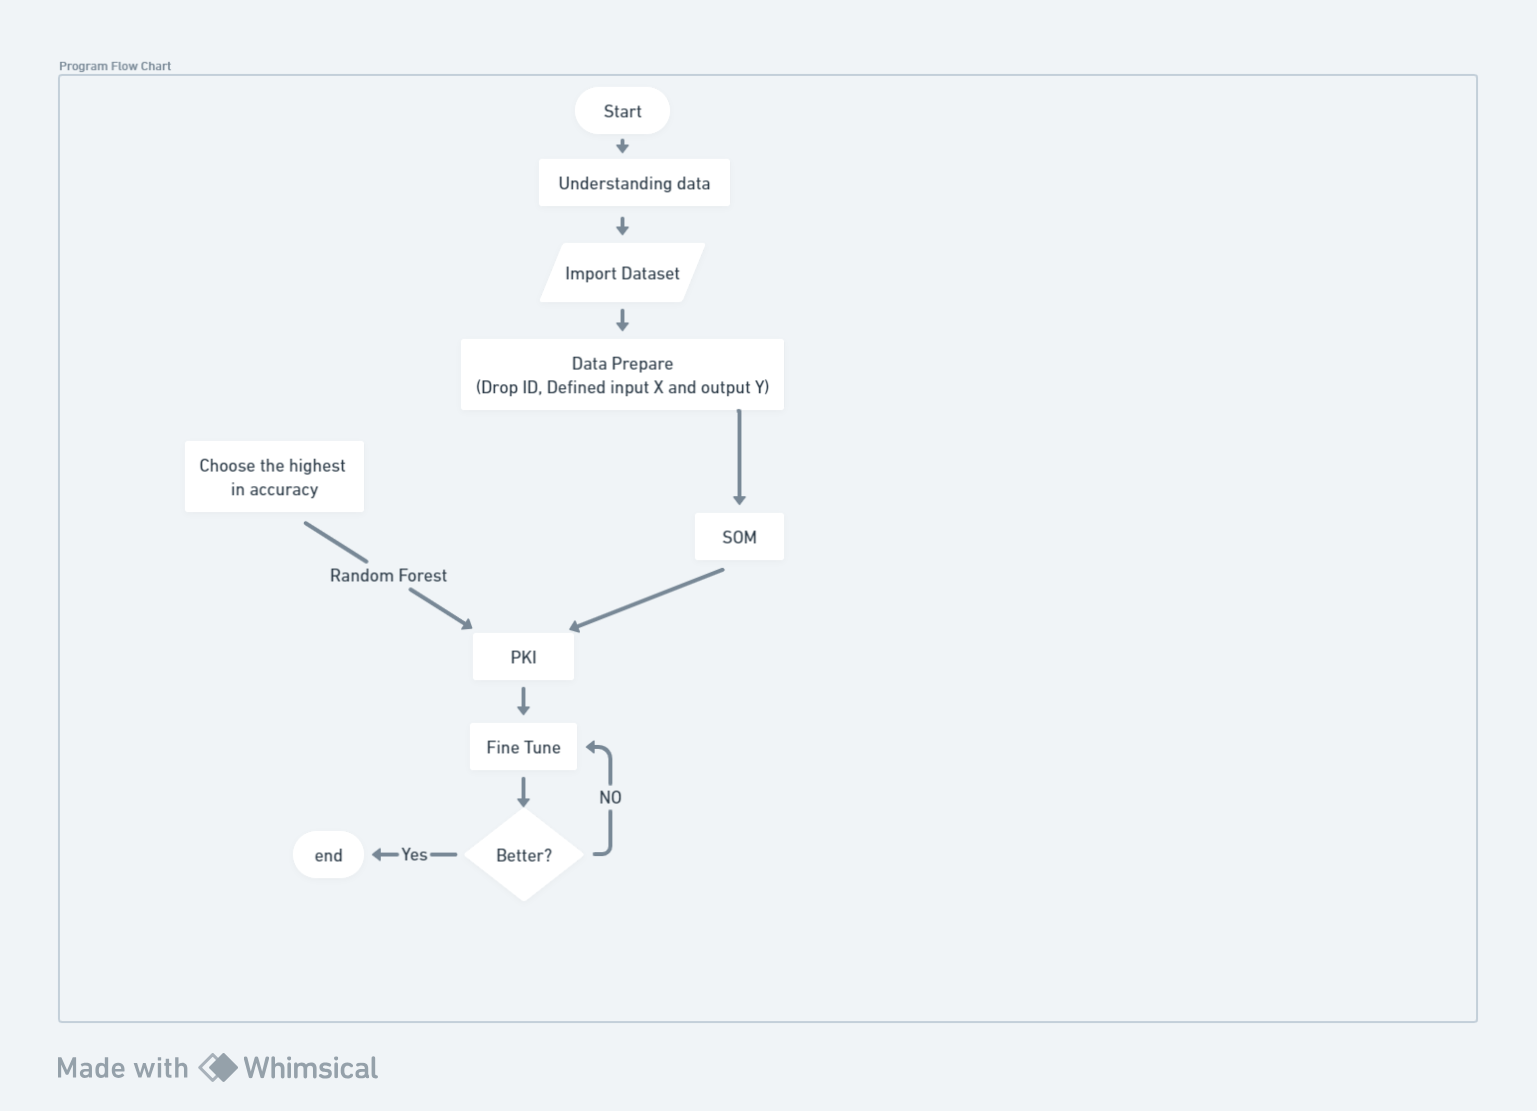 Program Flow Chart
Start
Understanding data
Import Dataset
Data Prepare
(Drop ID, Defined input X and output Y)
Choose the highest
in accuracy
SOM
Random Forest
PKI
Fine Tune
NO
Better?
Yes
end
Made with Whimsical